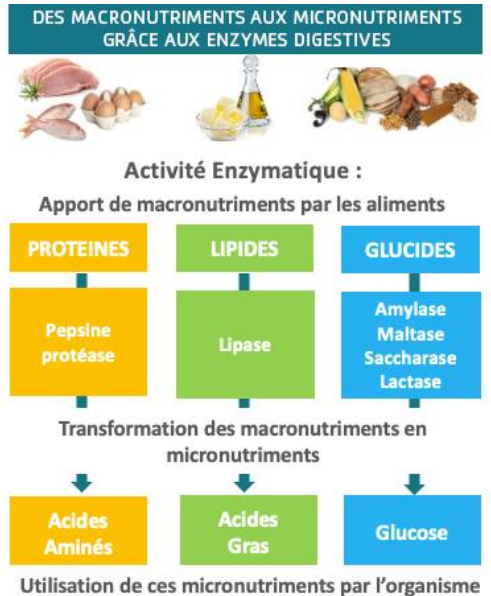 DES MACRONUTRIMENTS AUX MICRONUTRIMENTS
GRÂCE AUX ENZYMES DIGESTIVES
Activité Enzymatique :
Apport de macronutriments par les aliments
PROTEINES
LIPIDES
GLUCIDES
Pepsine
protéase
Lipase
Amylase
Maltase
Saccharase
Lactase
Transformation des macronutriments en
micronutriments
Acides
Aminés
Acides
Gras
Glucose
Utilisation de ces micronutriments par l'organisme